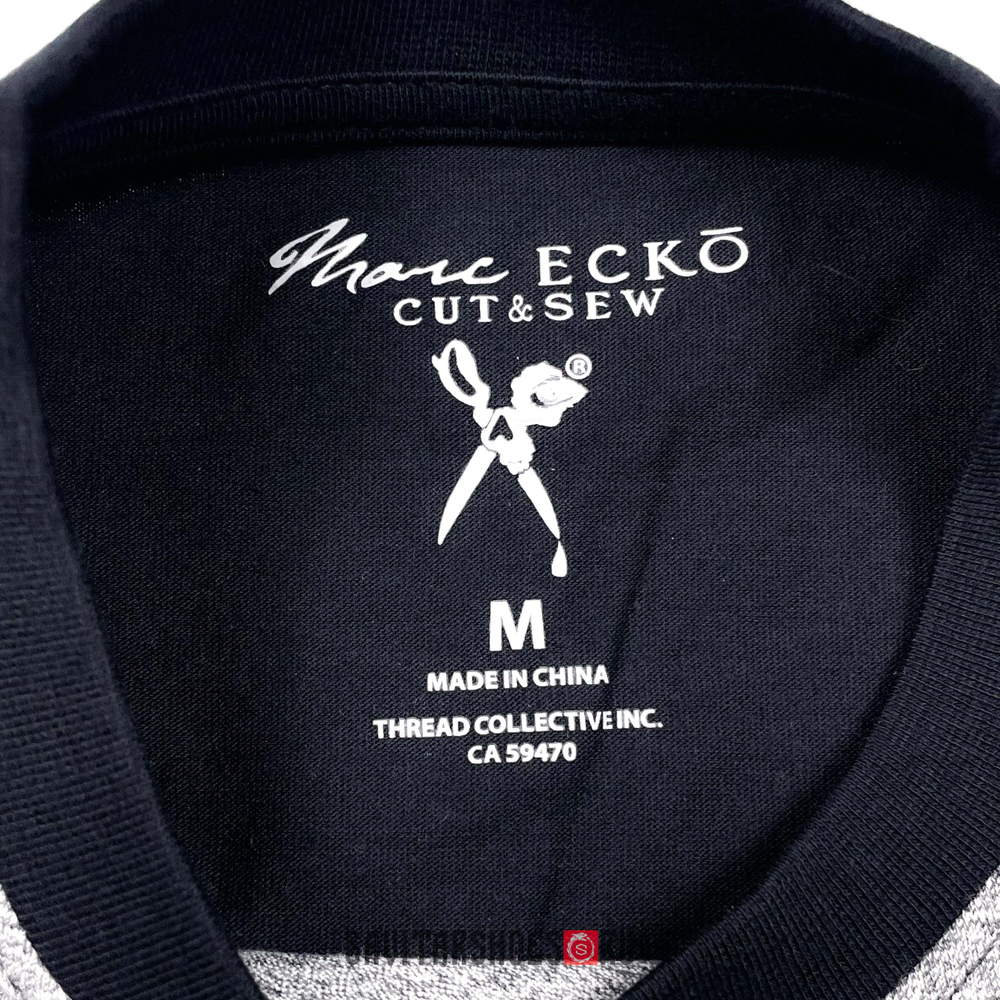 Marc ECKŌ
CUT & SEW
®
M
MADE IN CHINA
THREAD COLLECTIVE INC.
CA 59470
S